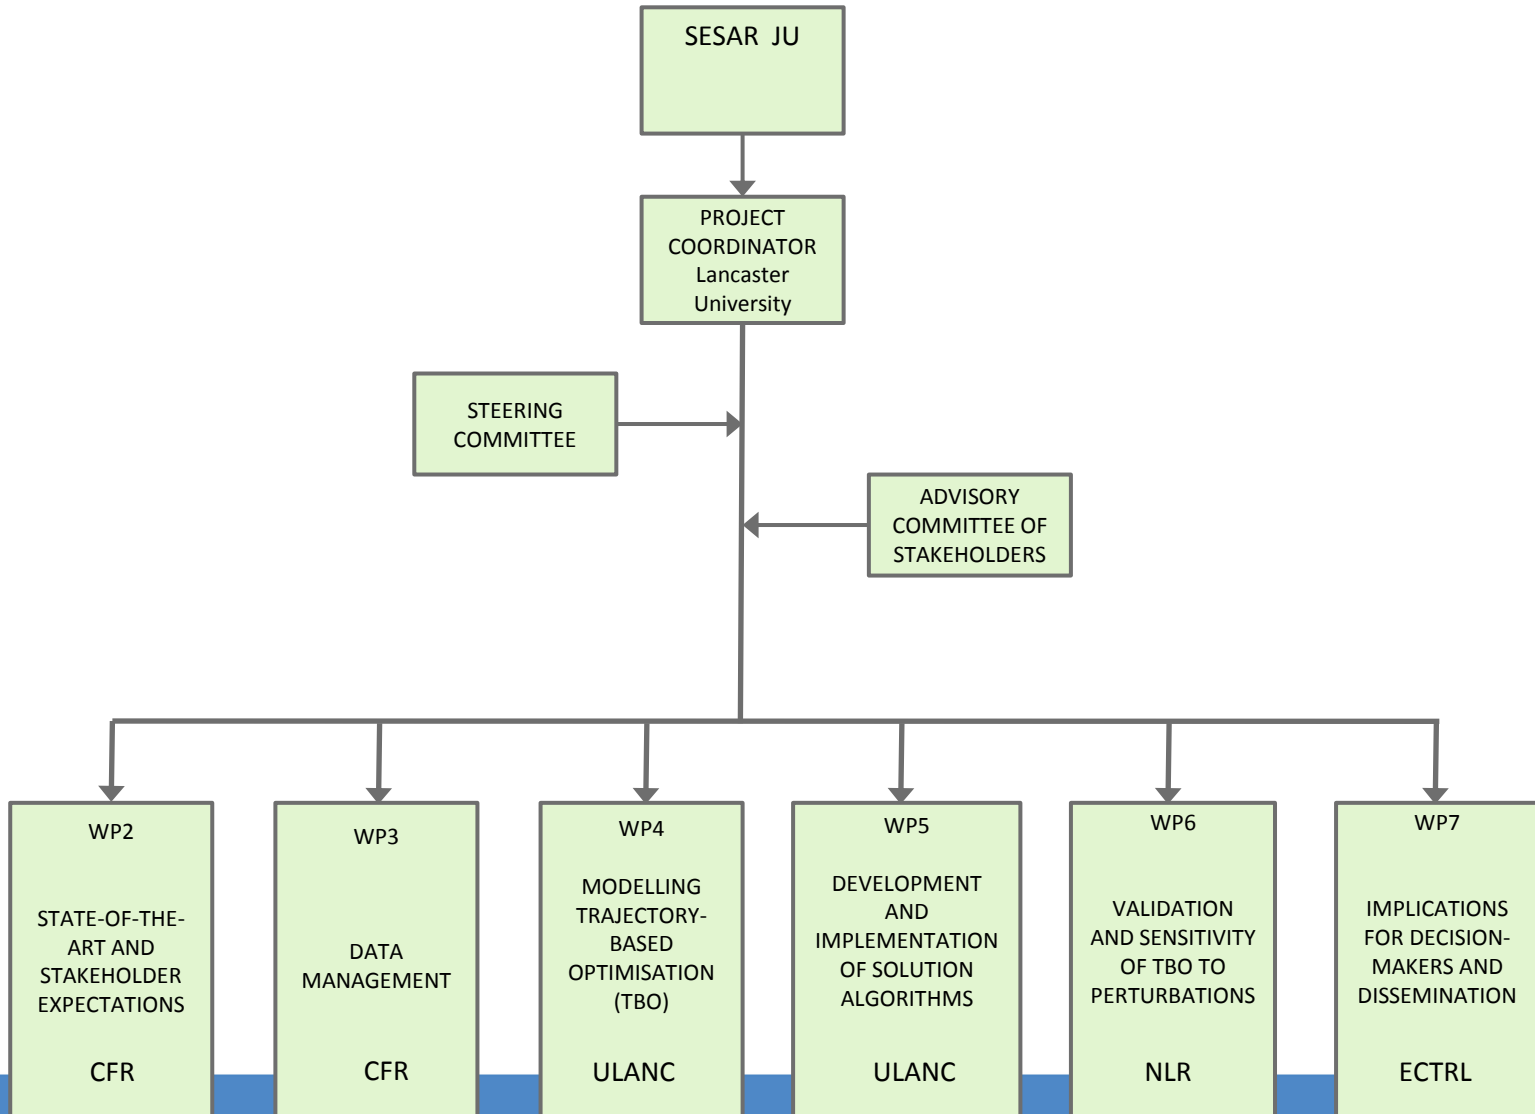 SESAR JU
PROJECT
COORDINATOR
Lancaster
University
STEERING
COMMITTEE
ADVISORY
COMMITTEE OF
STAKEHOLDERS
WP2
STATE-OF-THE-
ART AND
STAKEHOLDER
EXPECTATIONS
CFR
WP3
DATA
MANAGEMENT
CFR
WP4
MODELLING
TRAJECTORY-
BASED
OPTIMISATION
(TBO)
ULANC
WP5
DEVELOPMENT
AND
IMPLEMENTATION
OF SOLUTION
ALGORITHMS
ULANC
WP6
VALIDATION
AND SENSITIVITY
OF TBO TO
PERTURBATIONS
NLR
WP7
IMPLICATIONS
FOR DECISION-
MAKERS AND
DISSEMINATION
ECTRL